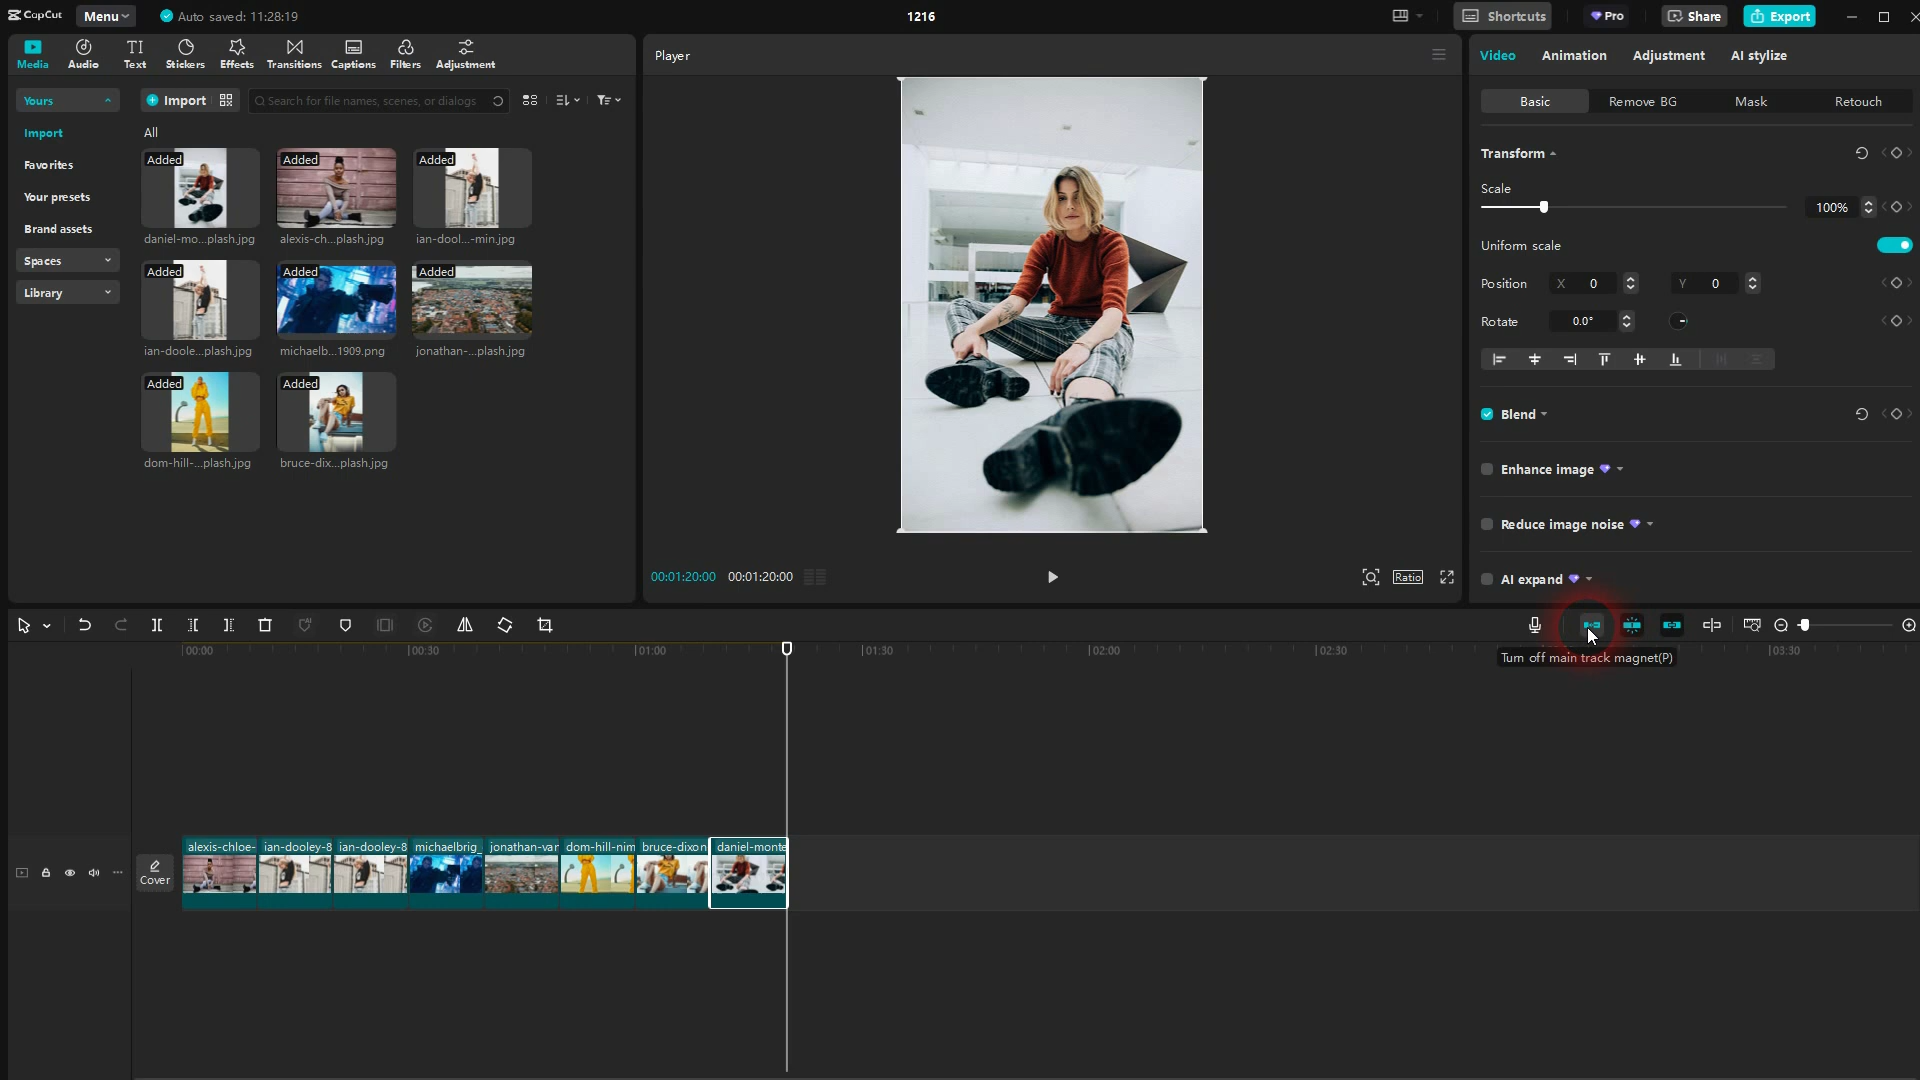 CapCut
Menu
Auto saved: 11:28:19
1216
Shortcuts
Pro
Share
Export
Media
Audio
TI
Text
Stickers
Effects
Transitions
Captions
Filters
Adjustment
Player
Video
Animation
Adjustment
AI stylize
Yours
Import
Search for file names, scenes, or dialogs
Basic
Remove BG
Mask
Retouch
Import
Favorites
Your presets
Brand assets
Spaces
Library
All
Added
Added
Added
daniel-mo...plash.jpg
alexis-ch...plash.jpg
ian-dool...-min.jpg
Added
Added
Added
ian-doole...plash.jpg
michaelb...1909.png
jonathan-...plash.jpg
Added
Added
dom-hill-...plash.jpg
bruce-dix...plash.jpg
Transform
Scale
100%
Uniform scale
Position
X 0
Y 0
Rotate
0.0°
Blend
Enhance image
Reduce image noise
AI expand
00:01:20:00
00:01:20:00
Ratio
Turn off main track magnet(P)
00:00
00:30
01:00
01:30
02:00
02:30
03:30
Cover
alexis-chloe-
ian-dooley-8
ian-dooley-8
michaelbrig_
jonathan-var
dom-hill-nim
bruce-dixon
daniel-monte